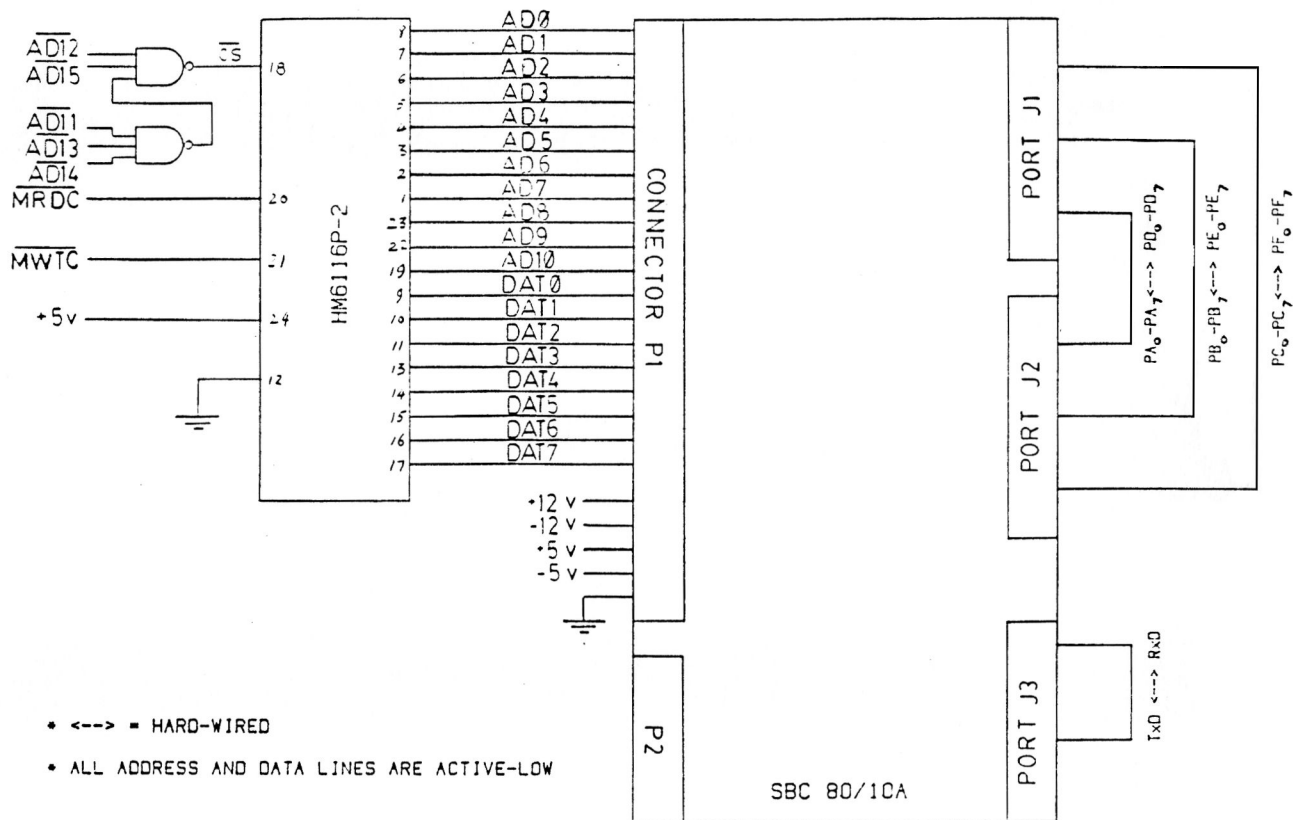 AD12
AD15
CS
18
AD11
AD13
AD14
MRDC
20
MWTC
21
+5v
24
12
HM6116P-2
8 AD0
7 AD1
6 AD2
5 AD3
4 AD4
3 AD5
2 AD6
1 AD7
23 AD8
22 AD9
19 AD10
9 DAT0
10 DAT1
11 DAT2
13 DAT3
14 DAT4
15 DAT5
16 DAT6
17 DAT7
+12 v
-12 v
+5 v
-5 v
CONNECTOR P1
P2
PORT J1
PORT J2
PORT J3
PA₀-PA₇<---> PD₀-PD₇
PB₀-PB₇<---> PE₀-PE₇
PC₀-PC₇<---> PF₀-PF₇
TxD <---> RxD
SBC 80/10A
* <---> = HARD-WIRED
* ALL ADDRESS AND DATA LINES ARE ACTIVE-LOW